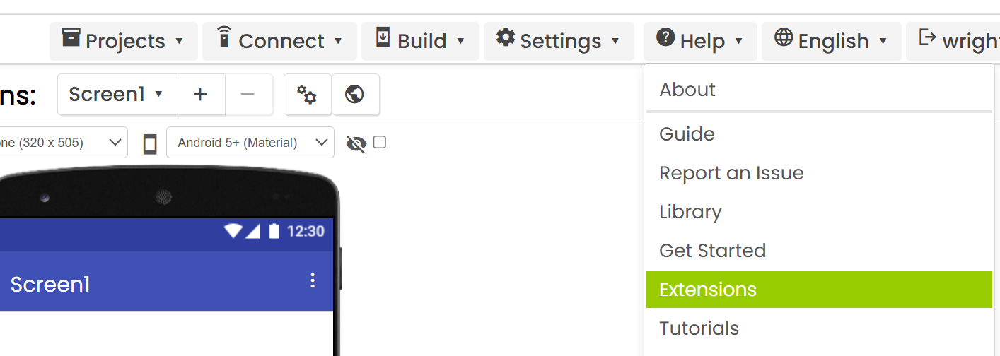 Projects ▼ Connect ▼ Build ▼ Settings ▼ Help ▼ English ▼ wright
ns: Screen1 ▼ + −
one (320 x 505) Android 5+ (Material)
12:30
Screen1
About
Guide
Report an Issue
Library
Get Started
Extensions
Tutorials